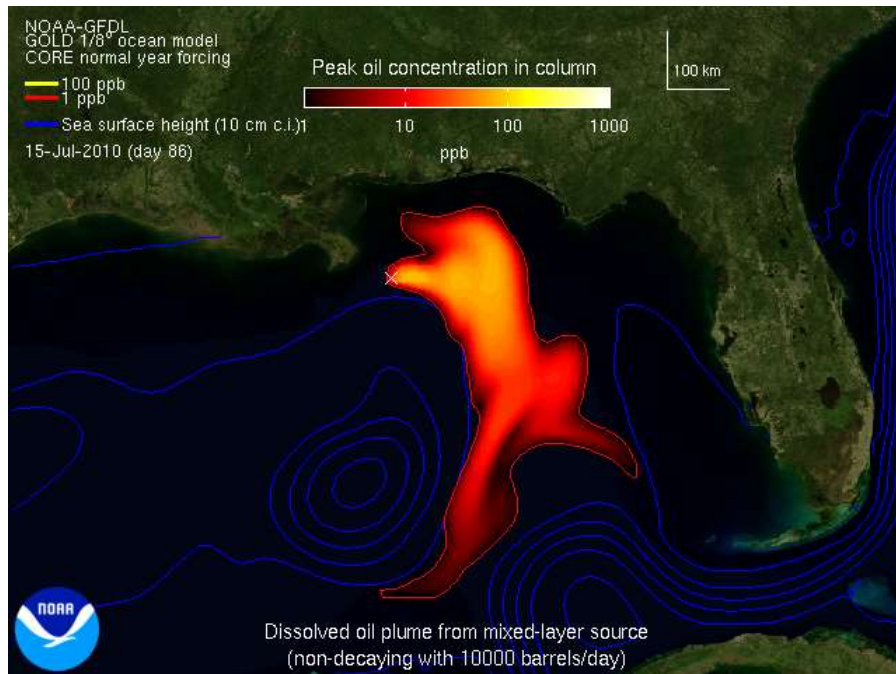 NOAA-GFDL
GOLD 1/8° ocean model
CORE normal year forcing
100 ppb
1 ppb
Sea surface height (10 cm c.i.)
15-Jul-2010 (day 86)
Peak oil concentration in column
1 10 100 1000
ppb
100 km
NOAA
Dissolved oil plume from mixed-layer source
(non-decaying with 10000 barrels/day)